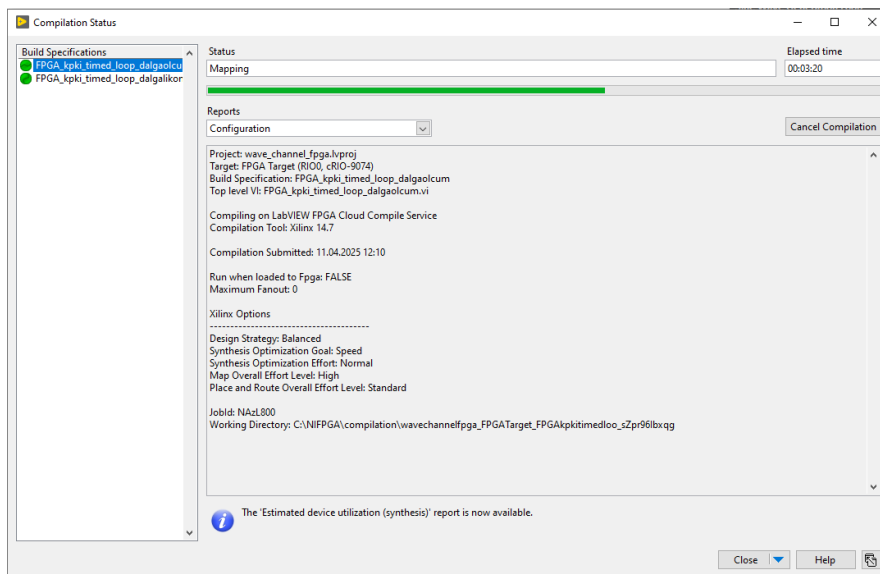 Compilation Status
Build Specifications
FPGA_kpki_timed_loop_dalgaolcu
FPGA_kpki_timed_loop_dalgalikor
Status
Mapping
Elapsed time
00:03:20
Reports
Configuration
Cancel Compilation
Project: wave_channel_fpga.lvproj
Target: FPGA Target (RIO0, cRIO-9074)
Build Specification: FPGA_kpki_timed_loop_dalgaolcum
Top level VI: FPGA_kpki_timed_loop_dalgaolcum.vi
Compiling on LabVIEW FPGA Cloud Compile Service
Compilation Tool: Xilinx 14.7
Compilation Submitted: 11.04.2025 12:10
Run when loaded to Fpga: FALSE
Maximum Fanout: 0
Xilinx Options
---------------------------------------
Design Strategy: Balanced
Synthesis Optimization Goal: Speed
Synthesis Optimization Effort: Normal
Map Overall Effort Level: High
Place and Route Overall Effort Level: Standard
JobId: NAzL800
Working Directory: C:\NIFPGA\compilation\wavechannelfpga_FPGATarget_FPGAkpkitimedloo_sZpr96lbxqg
The 'Estimated device utilization (synthesis)' report is now available.
Close
Help